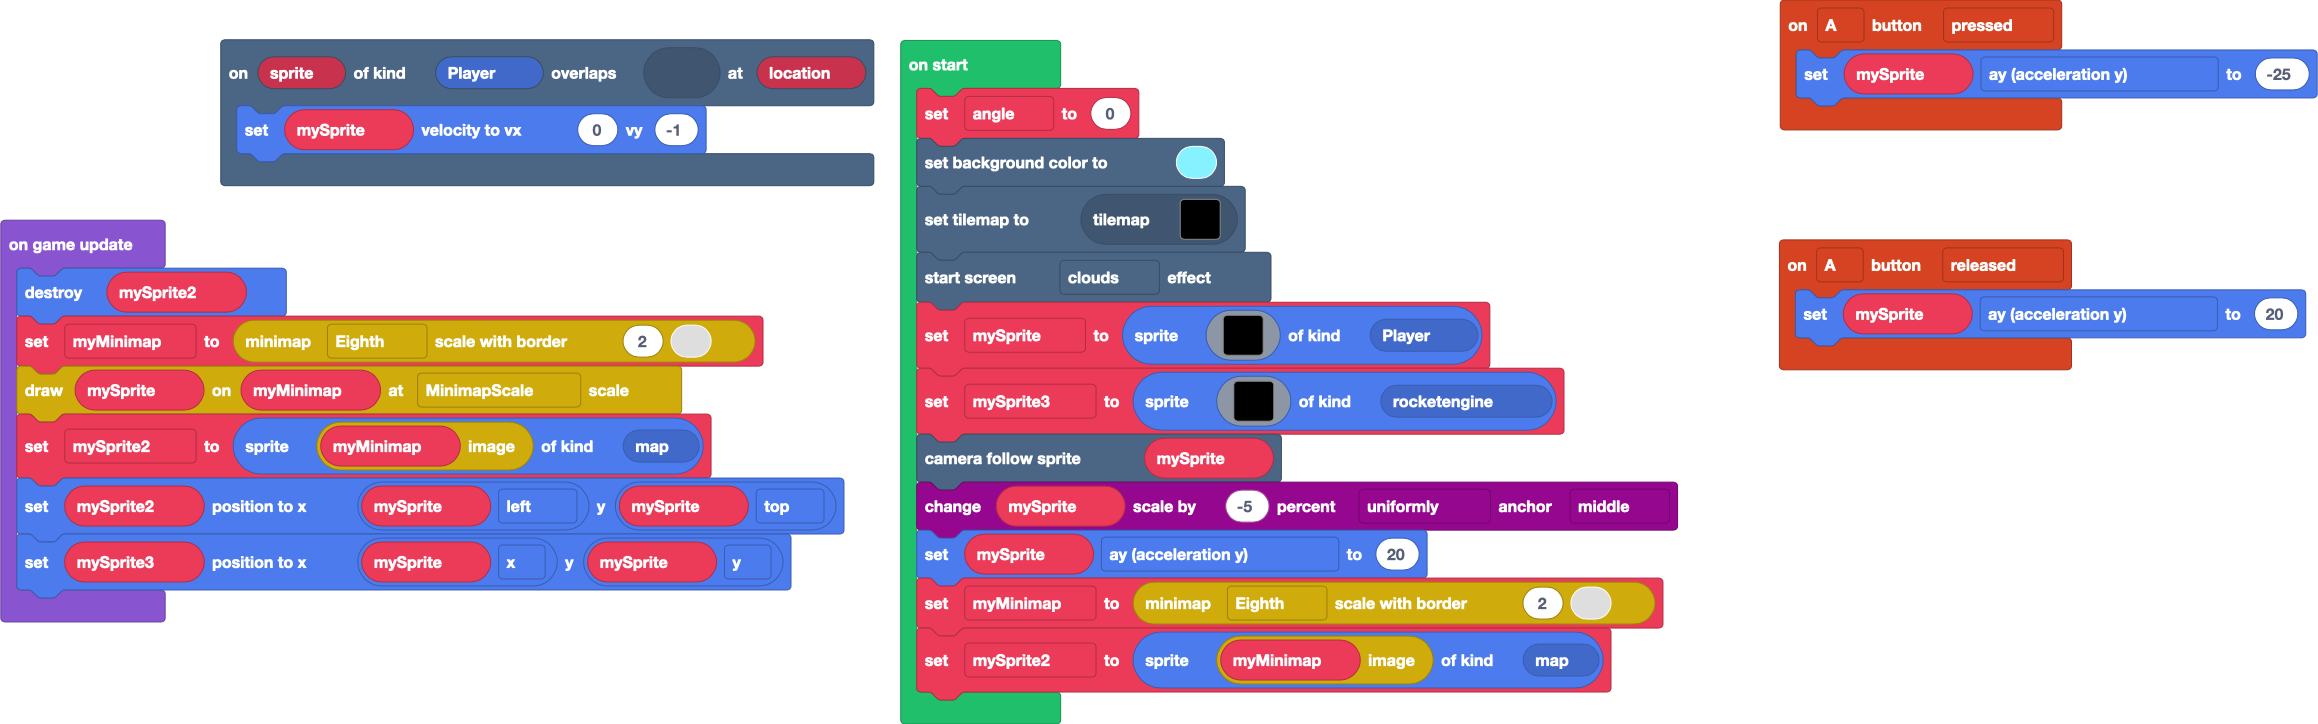 on sprite of kind Player overlaps at location
set mySprite velocity to vx 0 vy -1
on game update
destroy mySprite2
set myMinimap to minimap Eighth scale with border 2
draw mySprite on myMinimap at MinimapScale scale
set mySprite2 to sprite myMinimap image of kind map
set mySprite2 position to x mySprite left y mySprite top
set mySprite3 position to x mySprite x y mySprite y
on start
set angle to 0
set background color to
set tilemap to tilemap
start screen clouds effect
set mySprite to sprite of kind Player
set mySprite3 to sprite of kind rocketengine
camera follow sprite mySprite
change mySprite scale by -5 percent uniformly anchor middle
set mySprite ay (acceleration y) to 20
set myMinimap to minimap Eighth scale with border 2
set mySprite2 to sprite myMinimap image of kind map
on A button pressed
set mySprite ay (acceleration y) to -25
on A button released
set mySprite ay (acceleration y) to 20